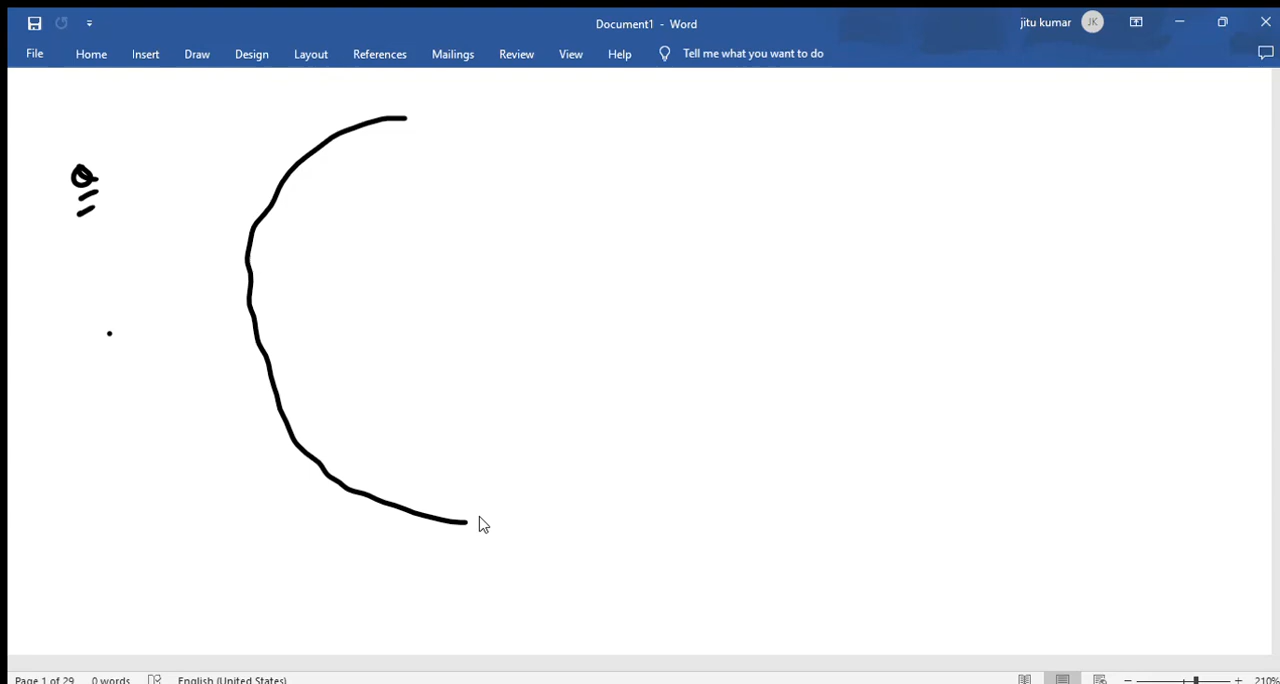 Document1 - Word
jitu kumar JK
File Home Insert Draw Design Layout References Mailings Review View Help Tell me what you want to do
Q
Page 1 of 29 0 words English (United States) 210%